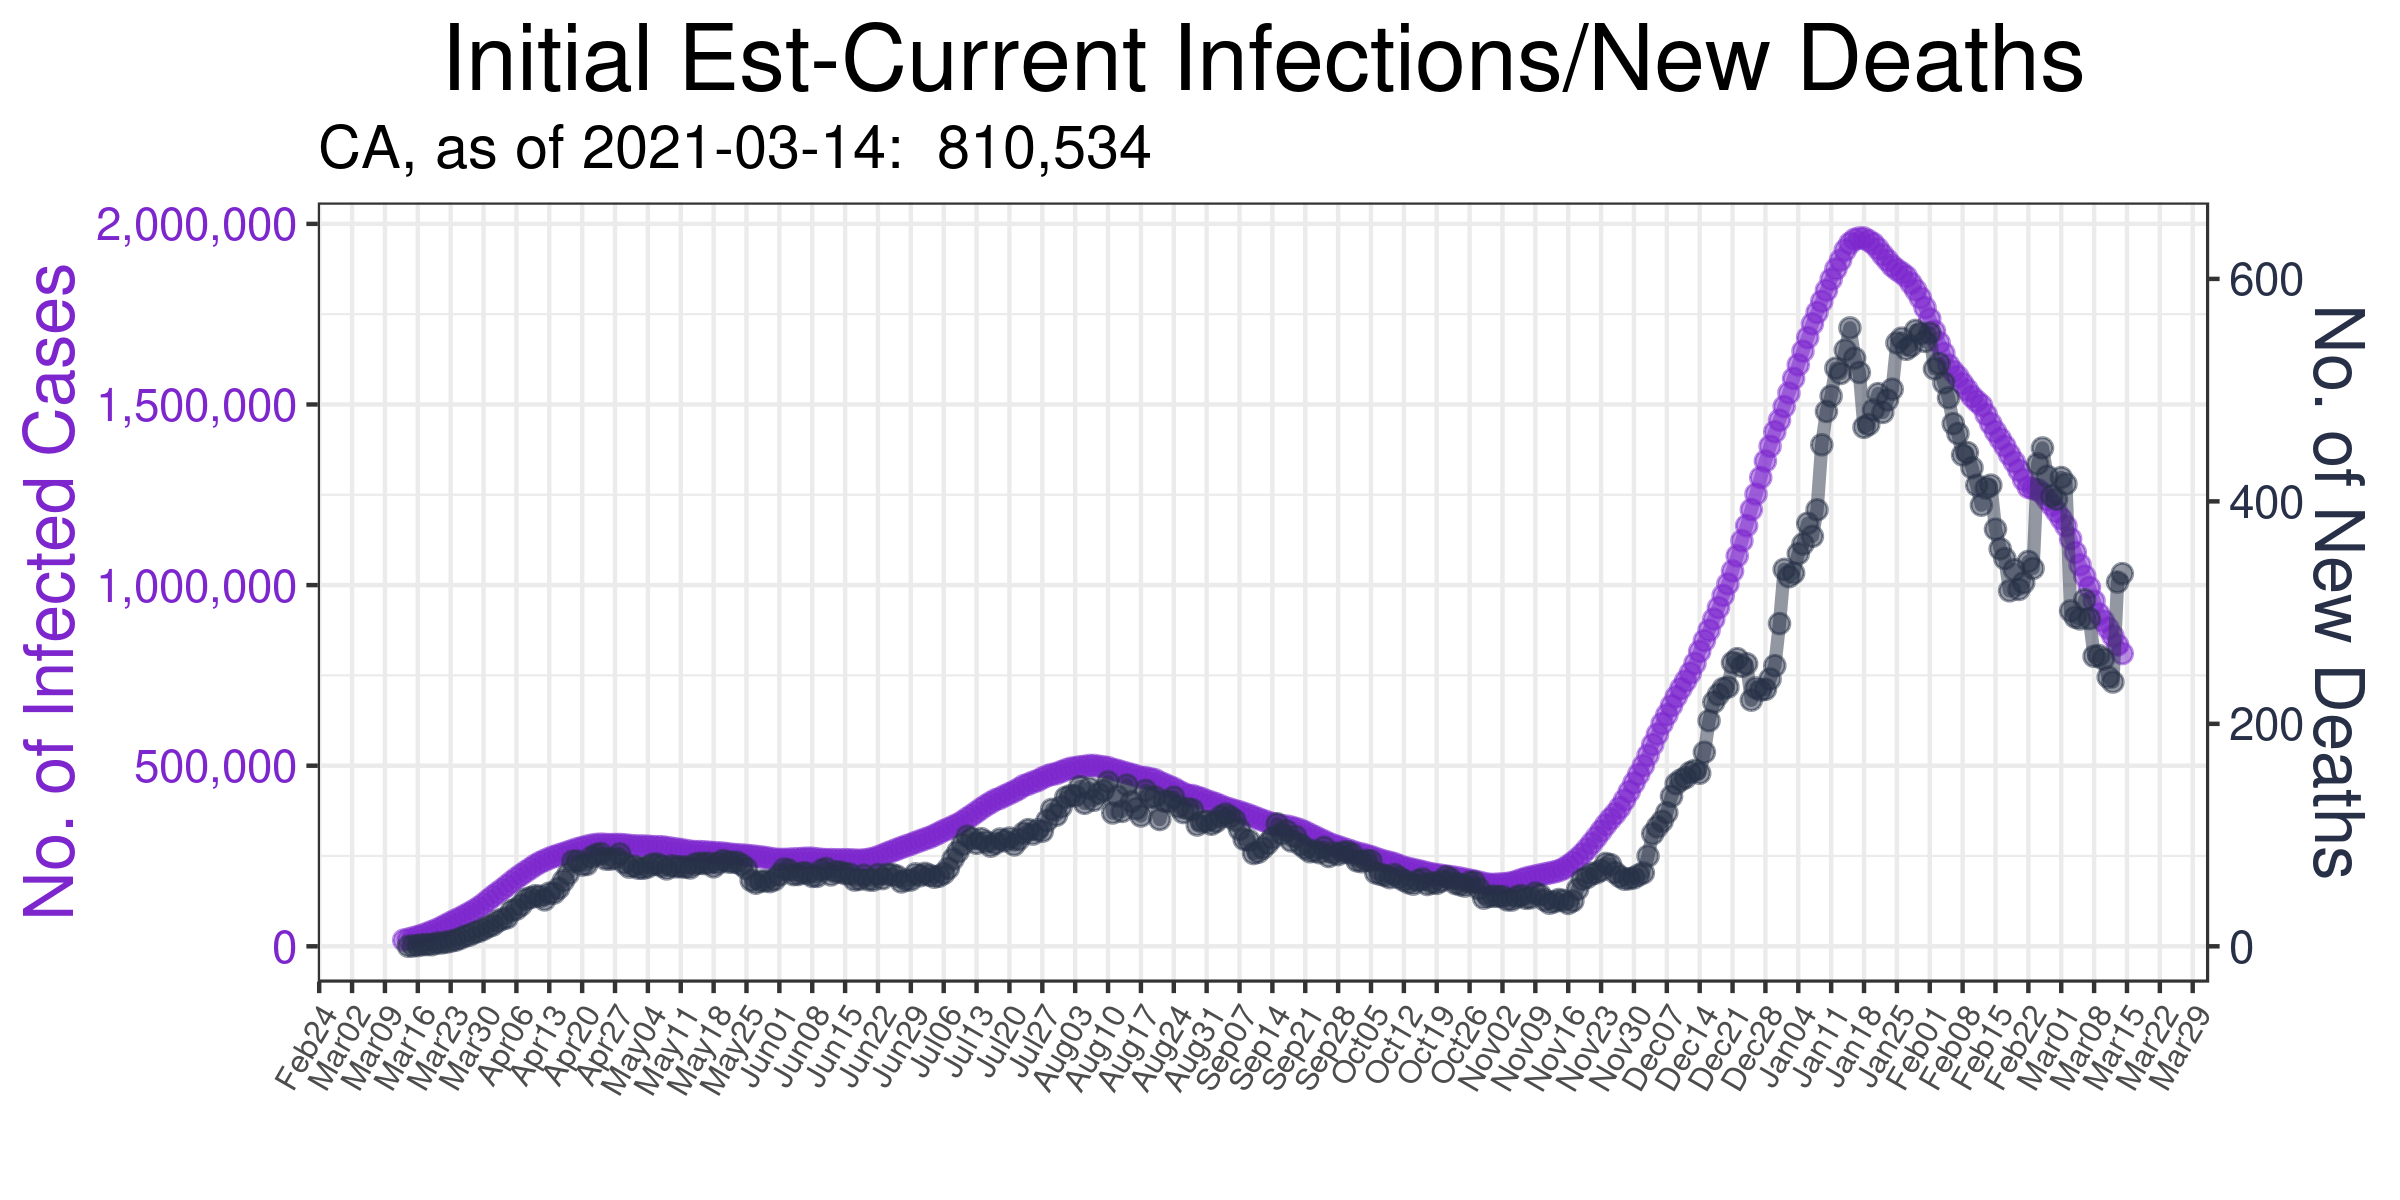 Initial Est-Current Infections/New Deaths
CA, as of 2021-03-14:  810,534
No. of Infected Cases
2,000,000
1,500,000
1,000,000
500,000
0
600
400
200
0
No. of New Deaths
Feb24
Mar02
Mar09
Mar16
Mar23
Mar30
Apr06
Apr13
Apr20
Apr27
May04
May11
May18
May25
Jun01
Jun08
Jun15
Jun22
Jun29
Jul06
Jul13
Jul20
Jul27
Aug03
Aug10
Aug17
Aug24
Aug31
Sep07
Sep14
Sep21
Sep28
Oct05
Oct12
Oct19
Oct26
Nov02
Nov09
Nov16
Nov23
Nov30
Dec07
Dec14
Dec21
Dec28
Jan04
Jan11
Jan18
Jan25
Feb01
Feb08
Feb15
Feb22
Mar01
Mar08
Mar15
Mar22
Mar29